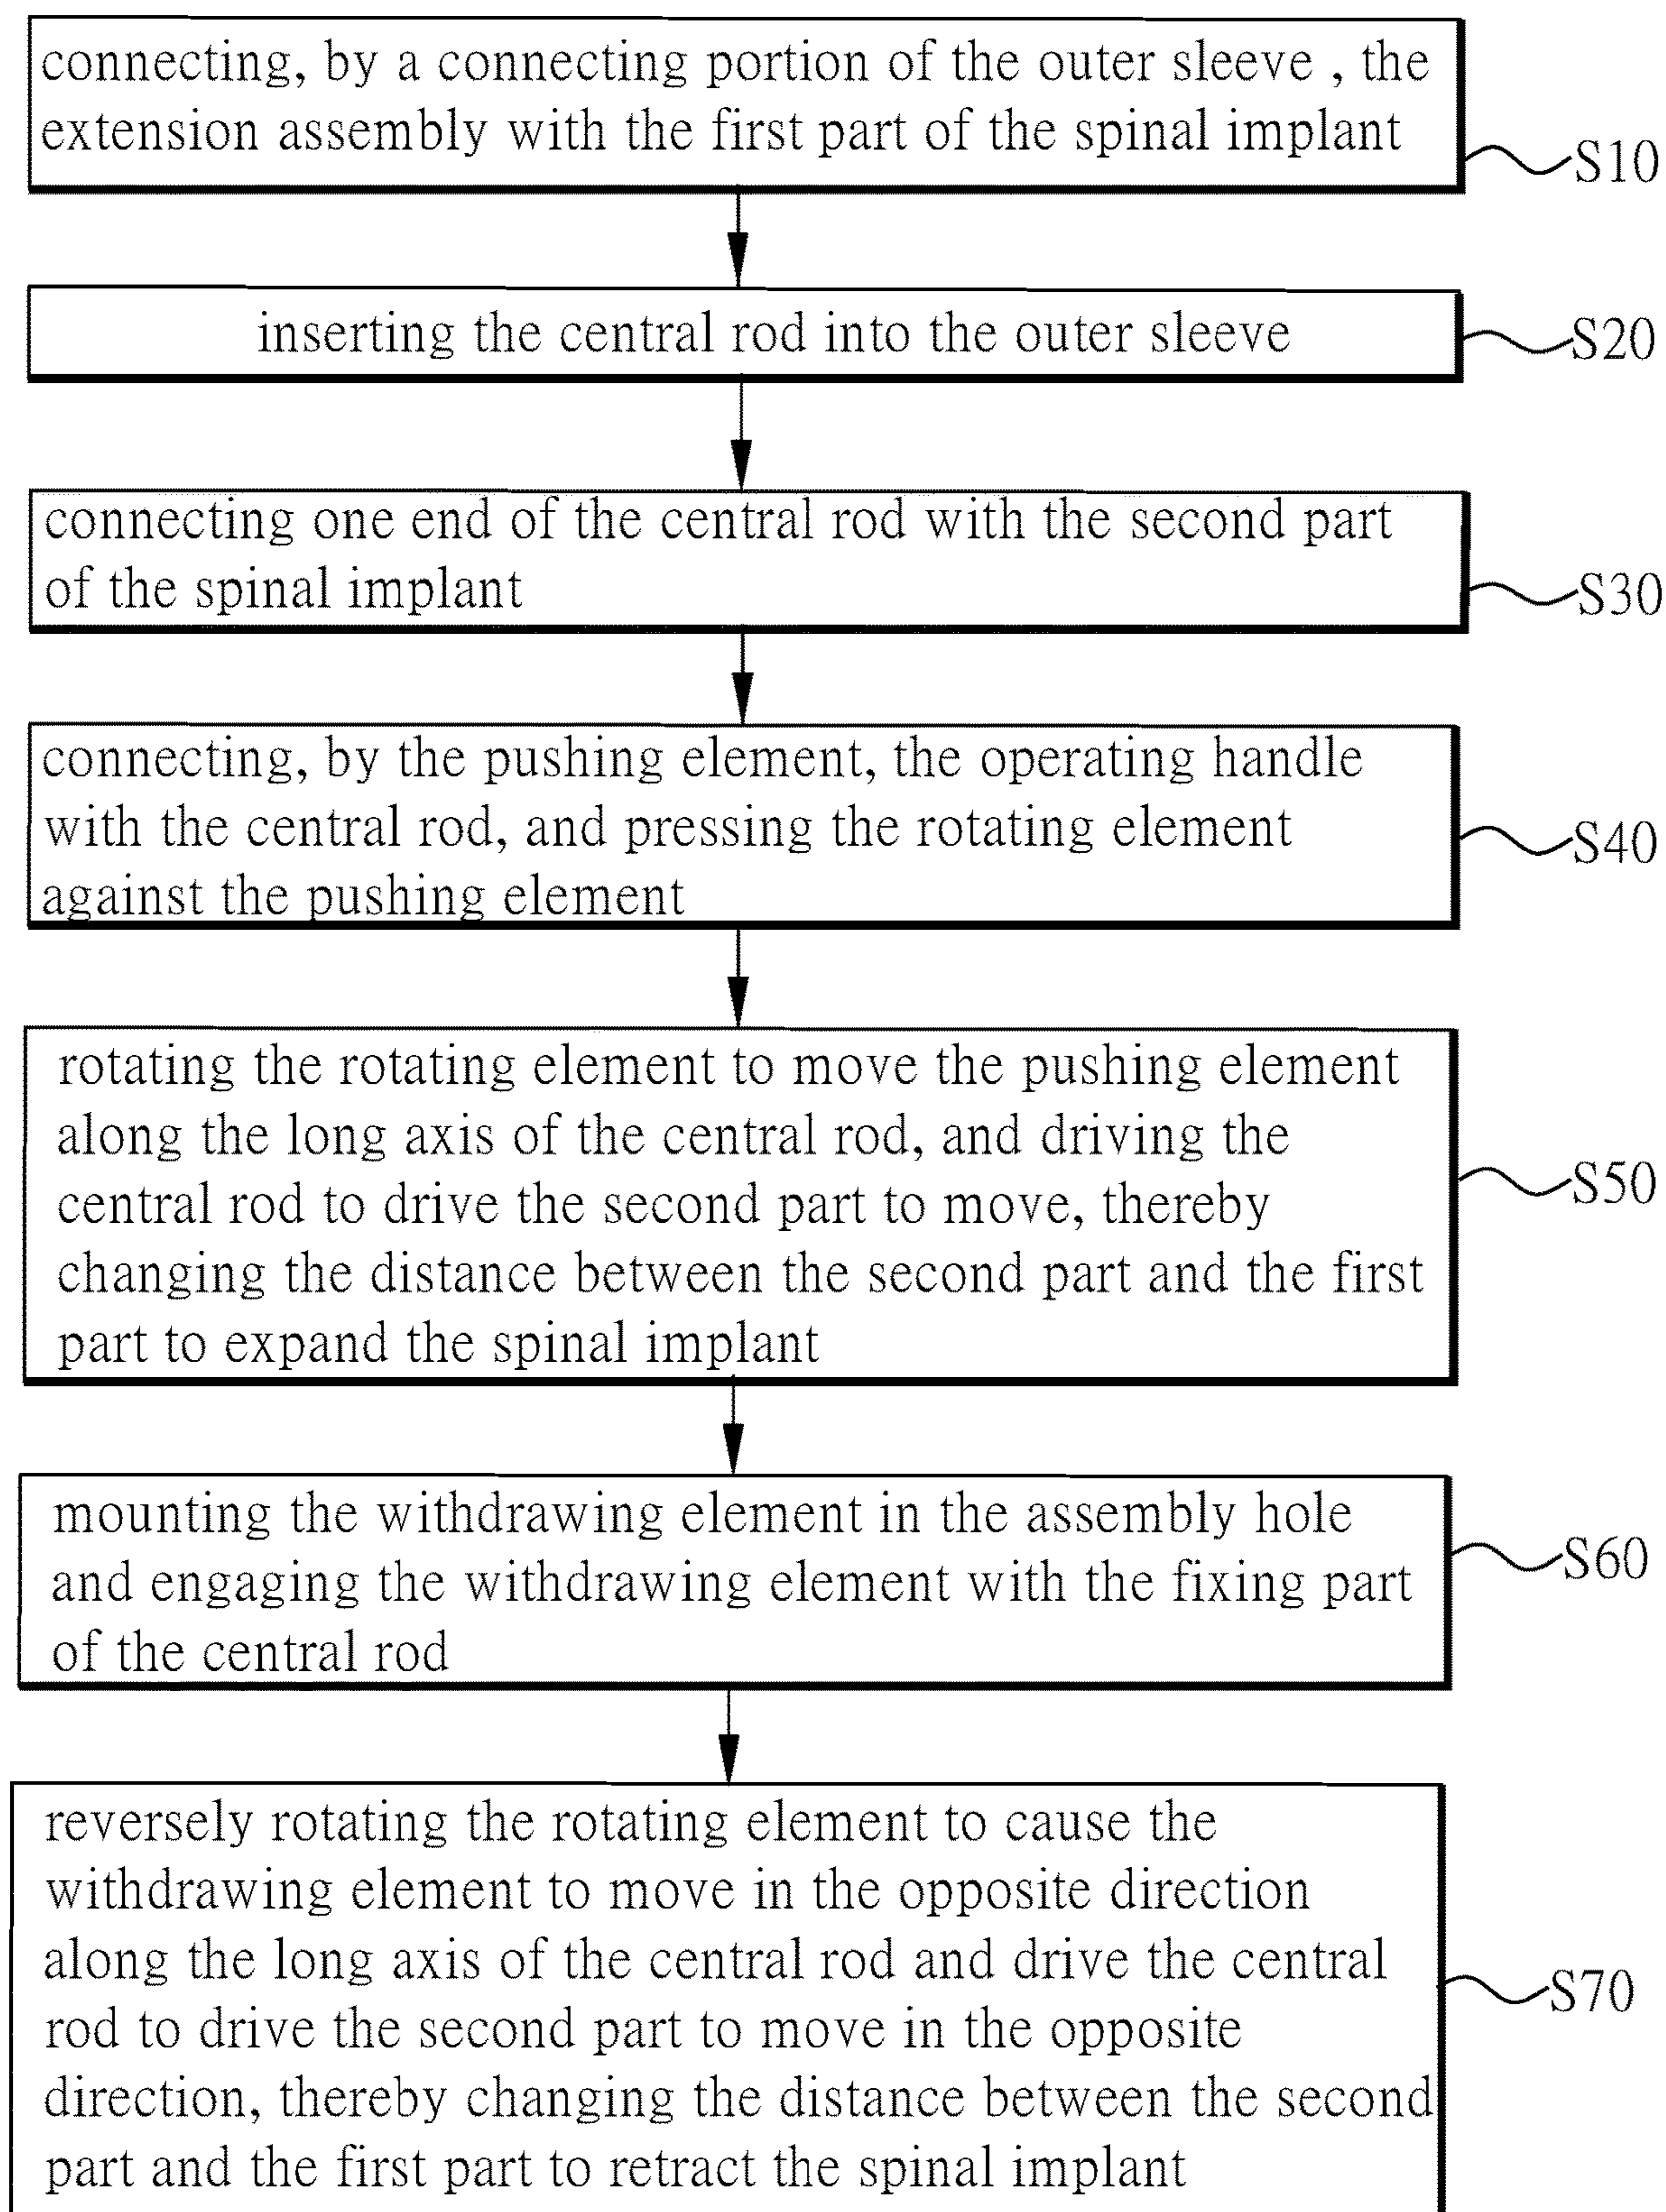 connecting, by a connecting portion of the outer sleeve , the
extension assembly with the first part of the spinal implant
S10
inserting the central rod into the outer sleeve
S20
connecting one end of the central rod with the second part
of the spinal implant
S30
connecting, by the pushing element, the operating handle
with the central rod, and pressing the rotating element
against the pushing element
S40
rotating the rotating element to move the pushing element
along the long axis of the central rod, and driving the
central rod to drive the second part to move, thereby
changing the distance between the second part and the first
part to expand the spinal implant
S50
mounting the withdrawing element in the assembly hole
and engaging the withdrawing element with the fixing part
of the central rod
S60
reversely rotating the rotating element to cause the
withdrawing element to move in the opposite direction
along the long axis of the central rod and drive the central
rod to drive the second part to move in the opposite
direction, thereby changing the distance between the second
part and the first part to retract the spinal implant
S70